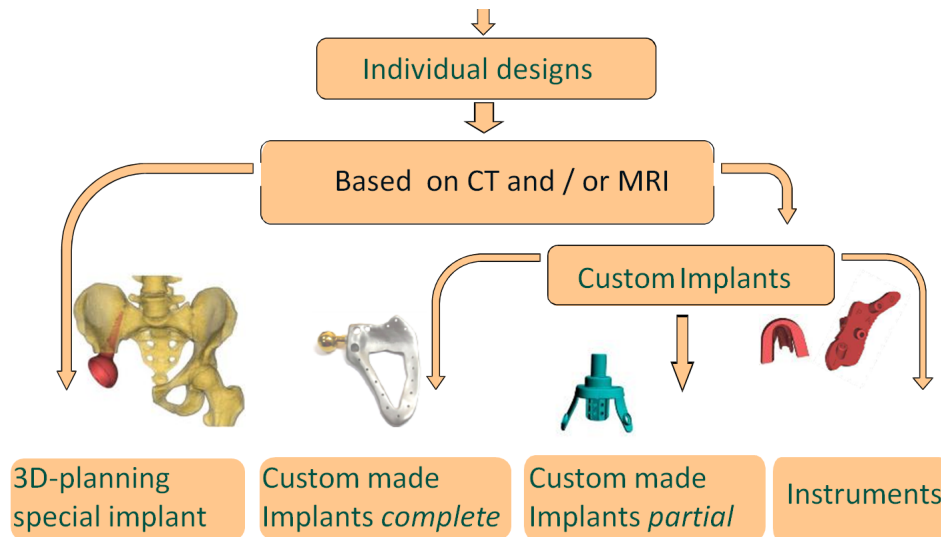 Individual designs
Based on CT and / or MRI
Custom Implants
3D-planning
special implant
Custom made
Implants complete
Custom made
Implants partial
Instruments